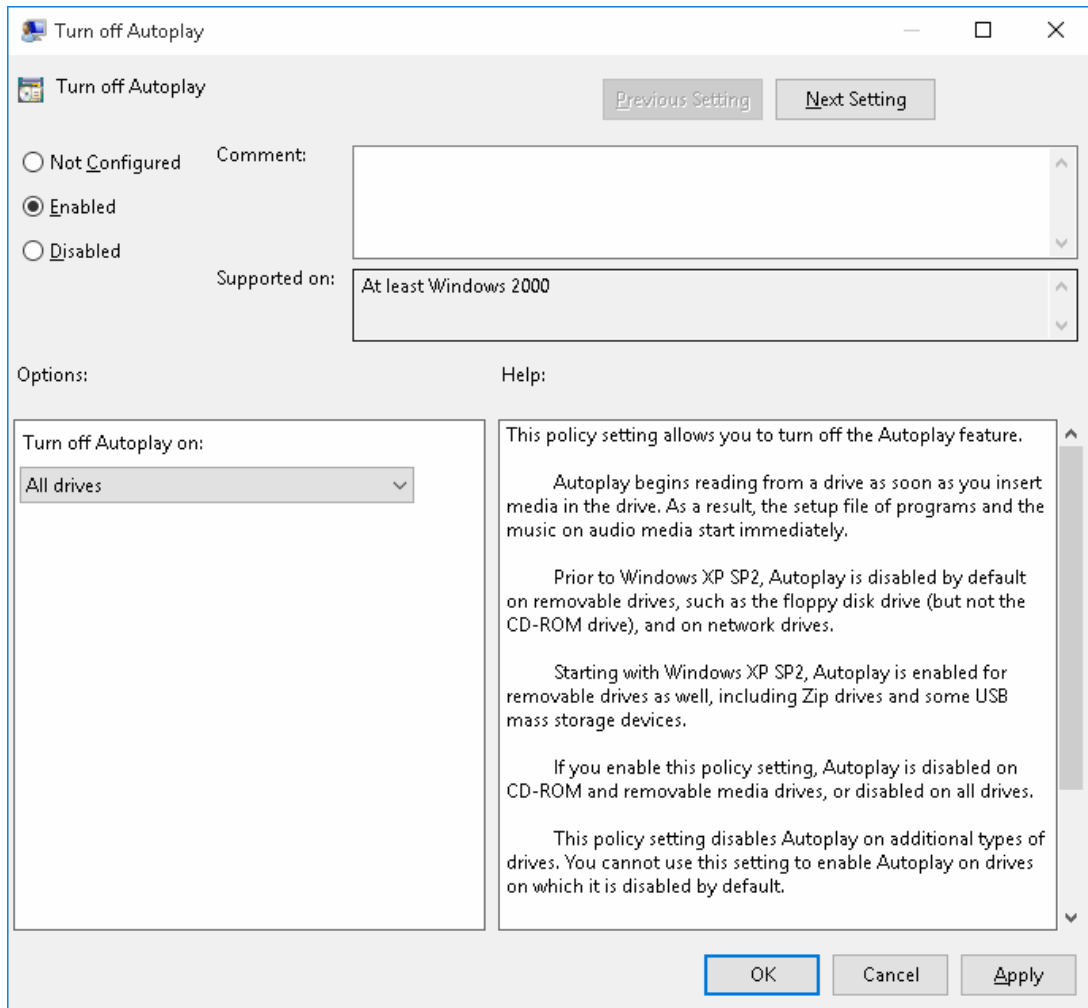 Turn off Autoplay
Turn off Autoplay
Previous Setting
Next Setting
Not Configured
Comment:
Enabled
Disabled
Supported on:
At least Windows 2000
Options:
Help:
Turn off Autoplay on:
All drives
This policy setting allows you to turn off the Autoplay feature.
Autoplay begins reading from a drive as soon as you insert
media in the drive. As a result, the setup file of programs and the
music on audio media start immediately.
Prior to Windows XP SP2, Autoplay is disabled by default
on removable drives, such as the floppy disk drive (but not the
CD-ROM drive), and on network drives.
Starting with Windows XP SP2, Autoplay is enabled for
removable drives as well, including Zip drives and some USB
mass storage devices.
If you enable this policy setting, Autoplay is disabled on
CD-ROM and removable media drives, or disabled on all drives.
This policy setting disables Autoplay on additional types of
drives. You cannot use this setting to enable Autoplay on drives
on which it is disabled by default.
OK
Cancel
Apply